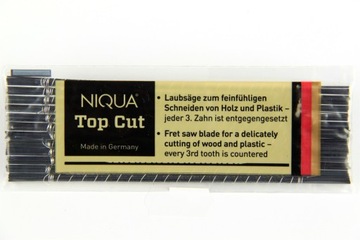 NIQUA®
Top Cut
Made in Germany
• Laubsäge zum feinfühligen
Schneiden von Holz und Plastik –
jeder 3. Zahn ist entgegengesetzt
• Fret saw blade for a delicately
cutting of wood and plastic –
every 3rd tooth is countered